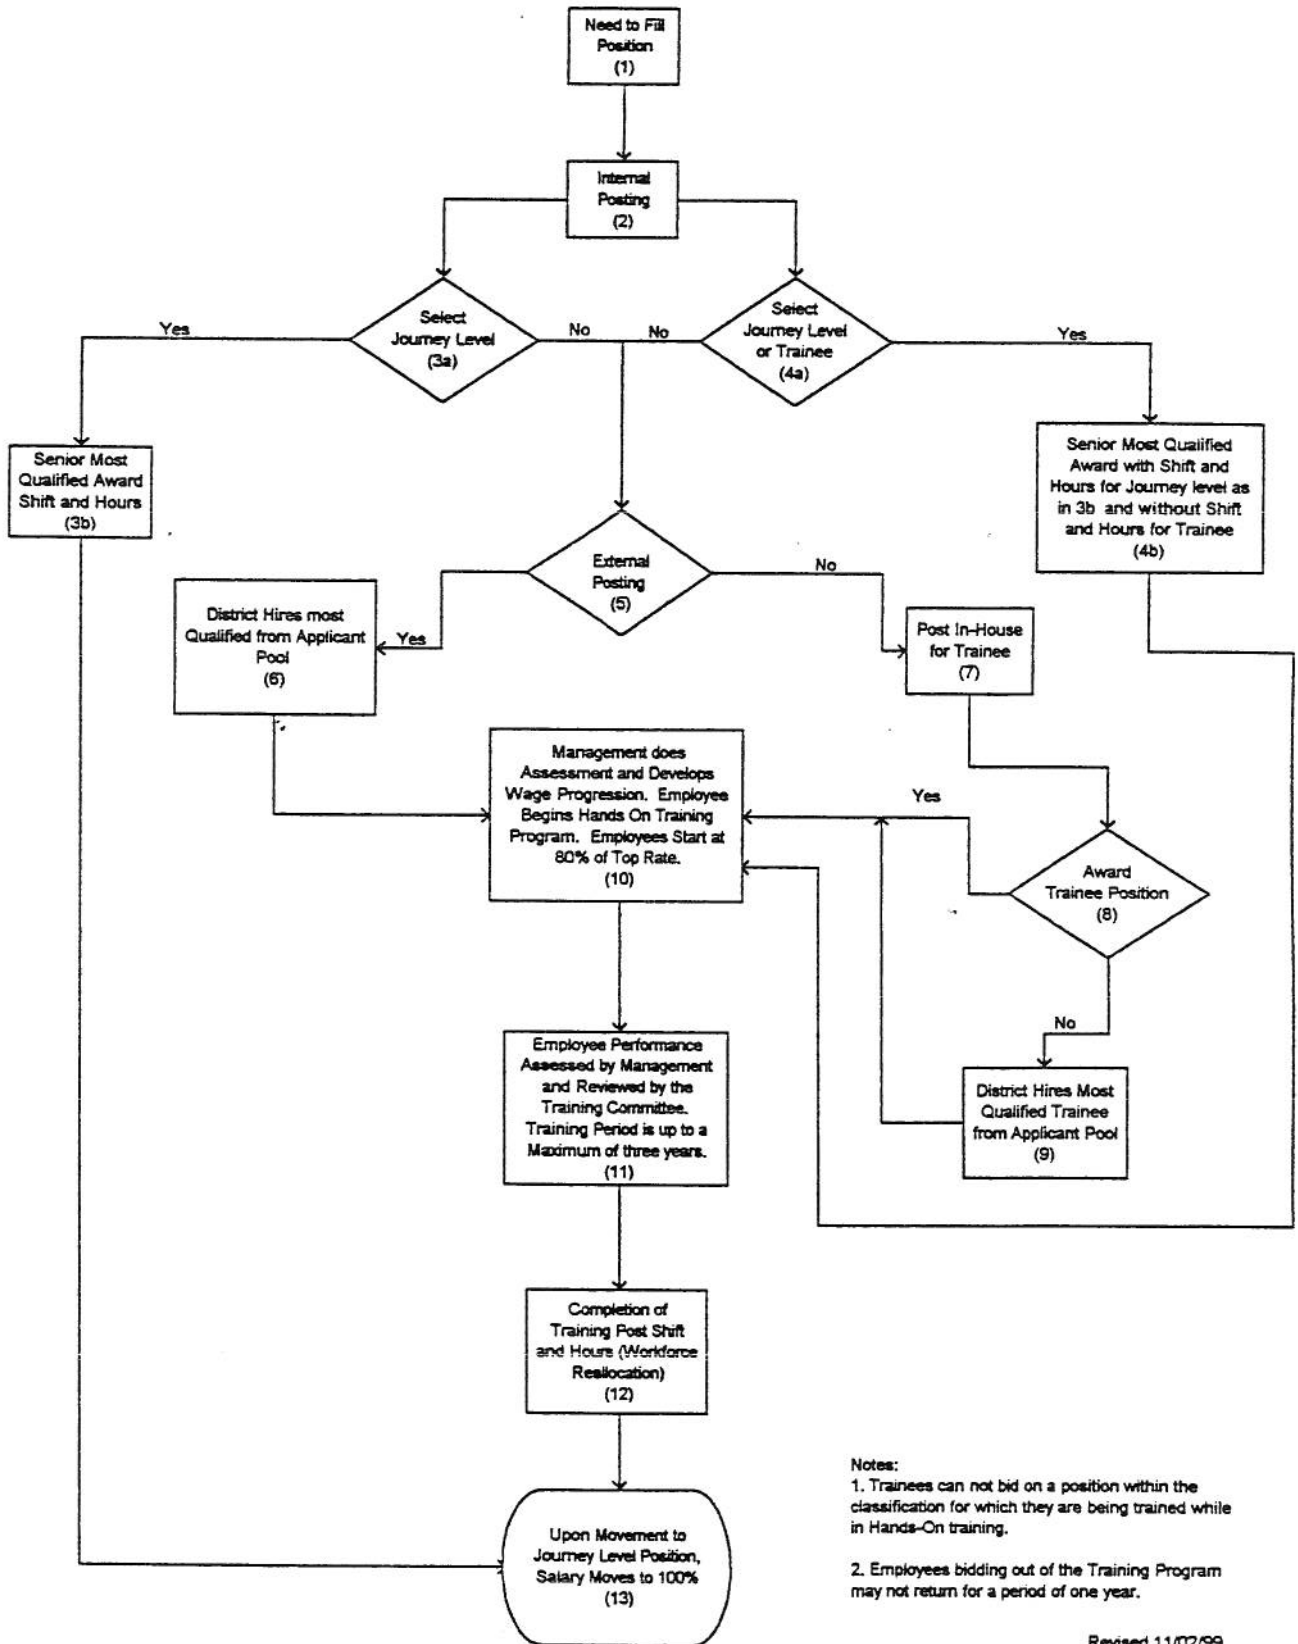 Need to Fill
Position
(1)
Internal
Posting
(2)
Select
Journey Level
(3a)
Select
Journey Level
or Trainee
(4a)
Yes
No
No
Yes
Senior Most
Qualified Award
Shift and Hours
(3b)
Senior Most Qualified
Award with Shift and
Hours for Journey level as
in 3b and without Shift
and Hours for Trainee
(4b)
External
Posting
(5)
No
Yes
District Hires most
Qualified from Applicant
Pool
(6)
Post In-House
for Trainee
(7)
Management does
Assessment and Develops
Wage Progression. Employee
Begins Hands On Training
Program. Employees Start at
80% of Top Rate.
(10)
Yes
Award
Trainee Position
(8)
No
District Hires Most
Qualified Trainee
from Applicant Pool
(9)
Employee Performance
Assessed by Management
and Reviewed by the
Training Committee.
Training Period is up to a
Maximum of three years.
(11)
Completion of
Training Post Shift
and Hours (Workforce
Reallocation)
(12)
Upon Movement to
Journey Level Position,
Salary Moves to 100%
(13)
Notes:
1. Trainees can not bid on a position within the
classification for which they are being trained while
in Hands-On training.
2. Employees bidding out of the Training Program
may not return for a period of one year.
Revised 11/02/99